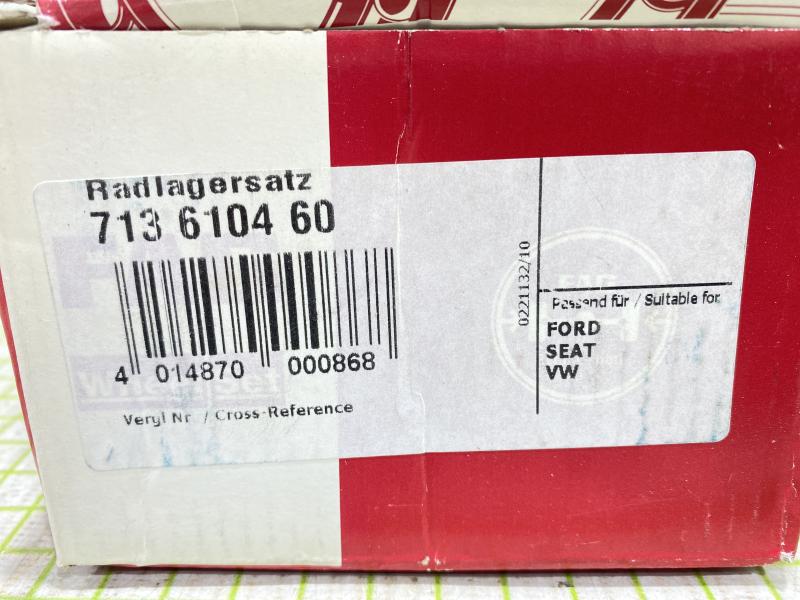 Radlagersatz
713 6104 60
4 014870 000868
Vergl Nr. / Cross-Reference
0221132/10
Passend für / Suitable for
FORD
SEAT
VW
FAG